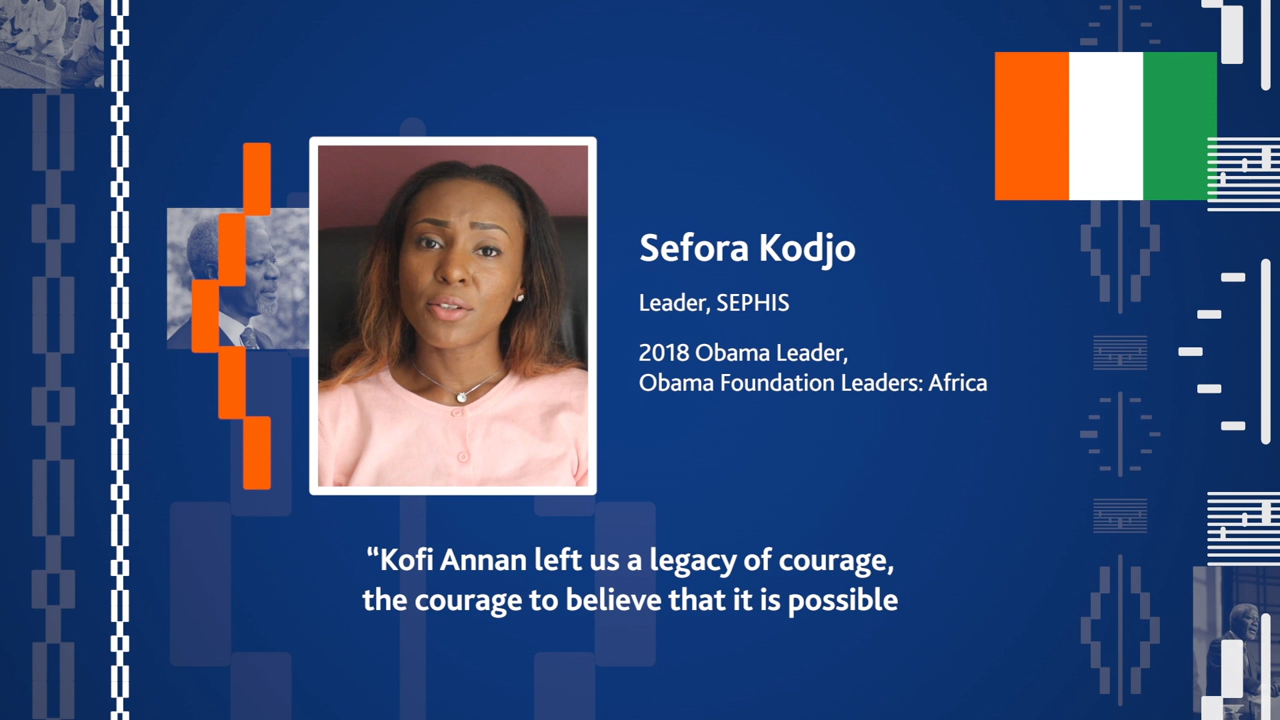 Sefora Kodjo
Leader, SEPHIS
2018 Obama Leader,
Obama Foundation Leaders: Africa
“Kofi Annan left us a legacy of courage,
the courage to believe that it is possible